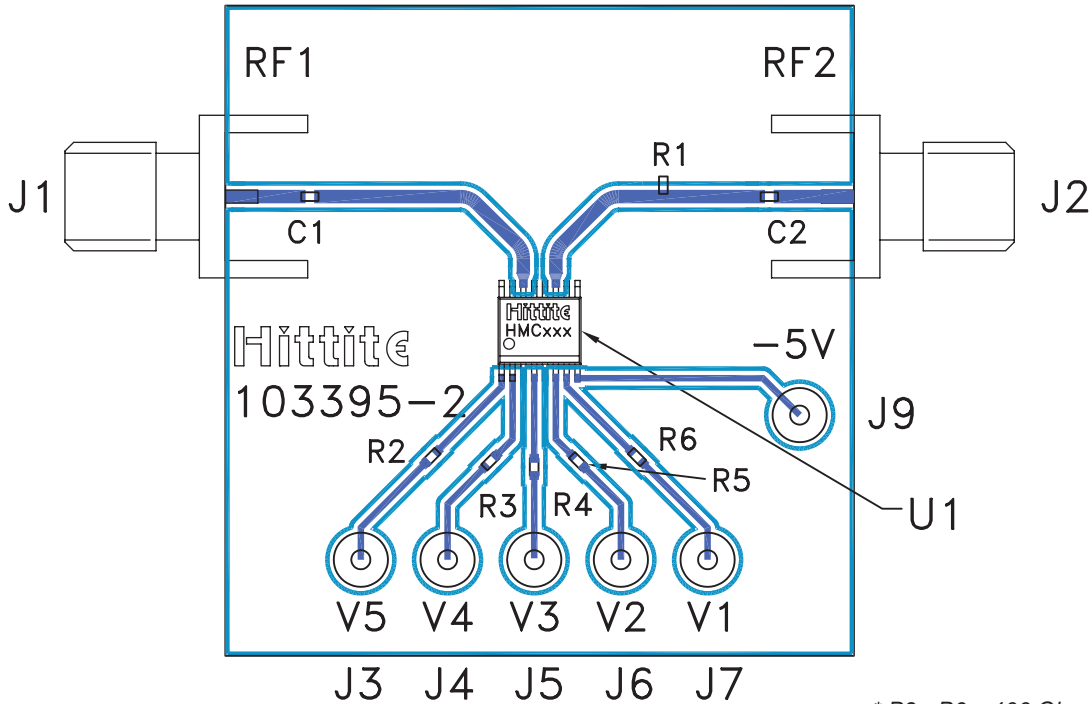 RF1 RF2
J1 R1 J2
C1 C2
Hittite
HMCxxx
Hittite -5V
103395-2 J9
R2 R6
R3 R4 R5
U1
V5 V4 V3 V2 V1
J3 J4 J5 J6 J7